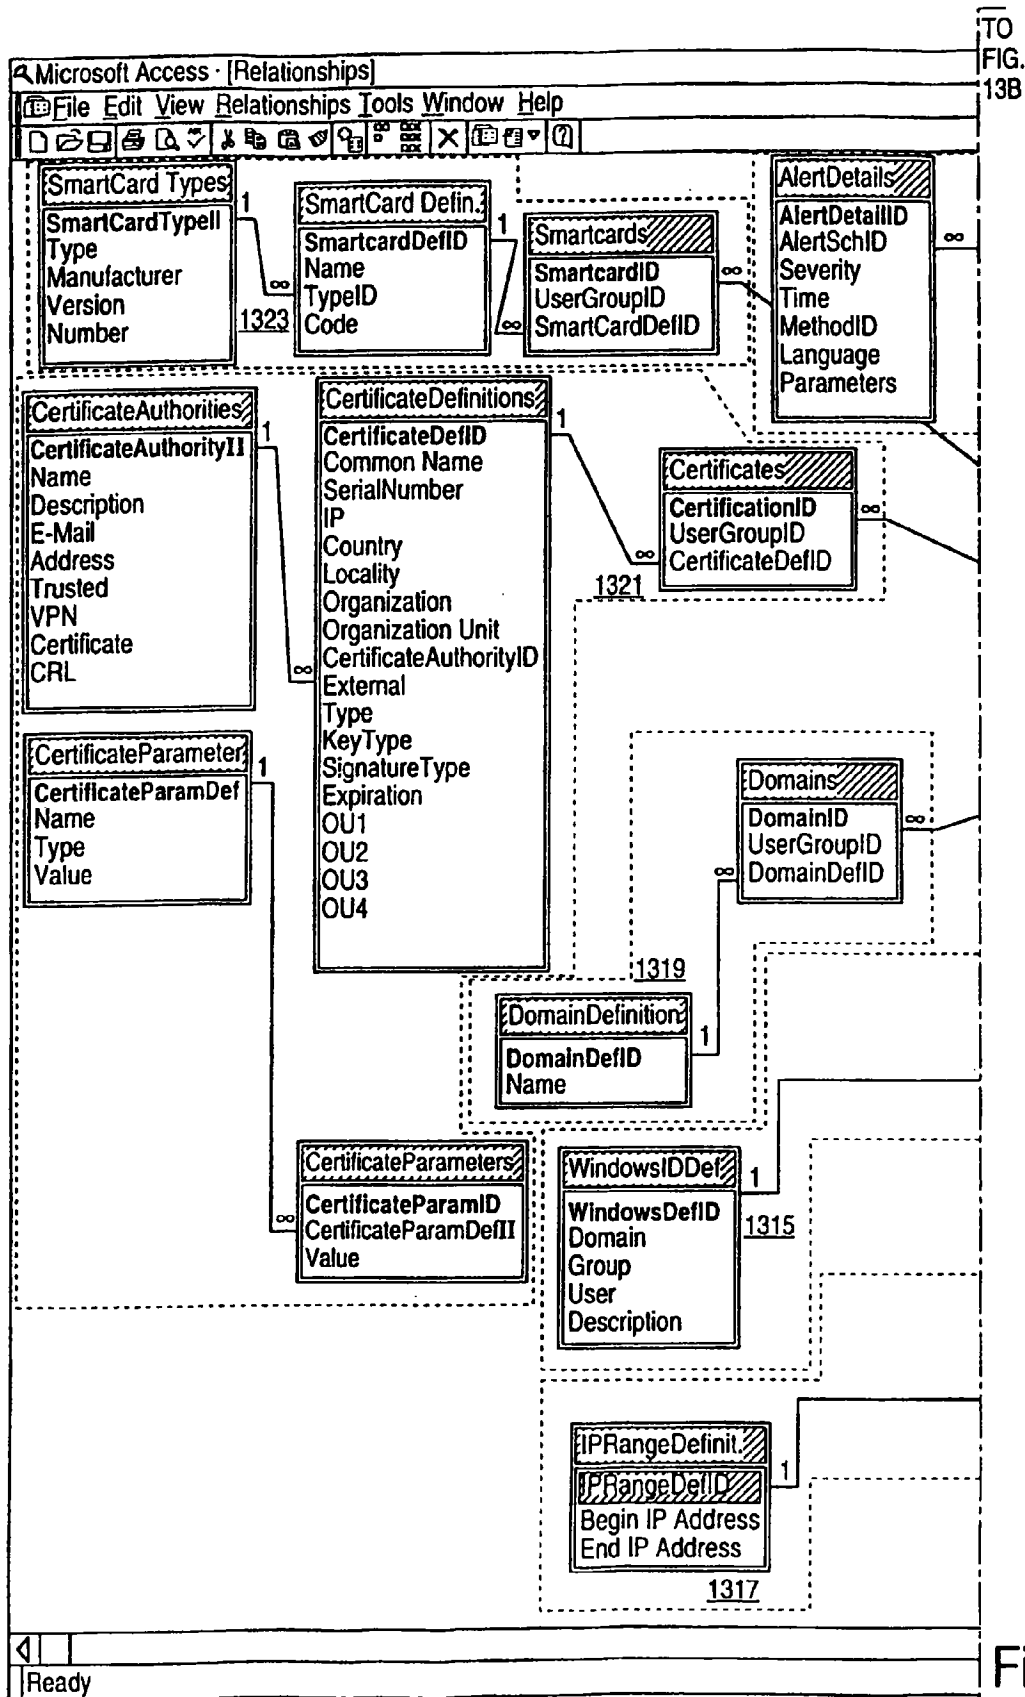 TO
FIG.
13B
Microsoft Access · [Relationships]
File Edit View Relationships Tools Window Help
SmartCard Types
SmartCardTypeII
Type
Manufacturer
Version
Number
1
∞
1323
SmartCard Defin.
SmartcardDefID
Name
TypeID
Code
1
∞
Smartcards
SmartcardID
UserGroupID
SmartCardDefID
∞
AlertDetails
AlertDetailID
AlertSchID
Severity
Time
MethodID
Language
Parameters
∞
CertificateAuthorities
CertificateAuthorityII
Name
Description
E-Mail
Address
Trusted
VPN
Certificate
CRL
1
∞
CertificateDefinitions
CertificateDefID
Common Name
SerialNumber
IP
Country
Locality
Organization
Organization Unit
CertificateAuthorityID
External
Type
KeyType
SignatureType
Expiration
OU1
OU2
OU3
OU4
1
∞
1321
Certificates
CertificationID
UserGroupID
CertificateDefID
∞
CertificateParameter
CertificateParamDef
Name
Type
Value
1
∞
Domains
DomainID
UserGroupID
DomainDefID
∞
∞
1319
DomainDefinition
DomainDefID
Name
1
CertificateParameters
CertificateParamID
CertificateParamDefII
Value
WindowsIDDef
WindowsDefID
Domain
Group
User
Description
1
1315
IPRangeDefinit.
IPRangeDefID
Begin IP Address
End IP Address
1
1317
Ready
Fi